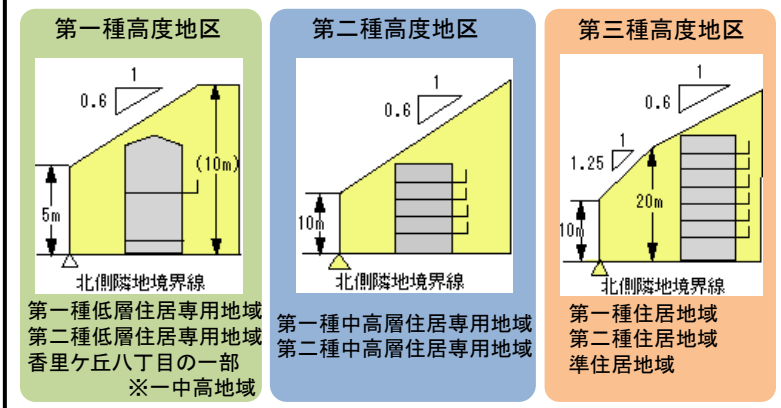 第一種高度地区
1
0.6
(10m)
5m
北側隣地境界線
第一種低層住居専用地域
第二種低層住居専用地域
香里ケ丘八丁目の一部
※一中高地域
第二種高度地区
1
0.6
10m
北側隣地境界線
第一種中高層住居専用地域
第二種中高層住居専用地域
第三種高度地区
1
0.6
1
1.25
20m
10m
北側隣地境界線
第一種住居地域
第二種住居地域
準住居地域